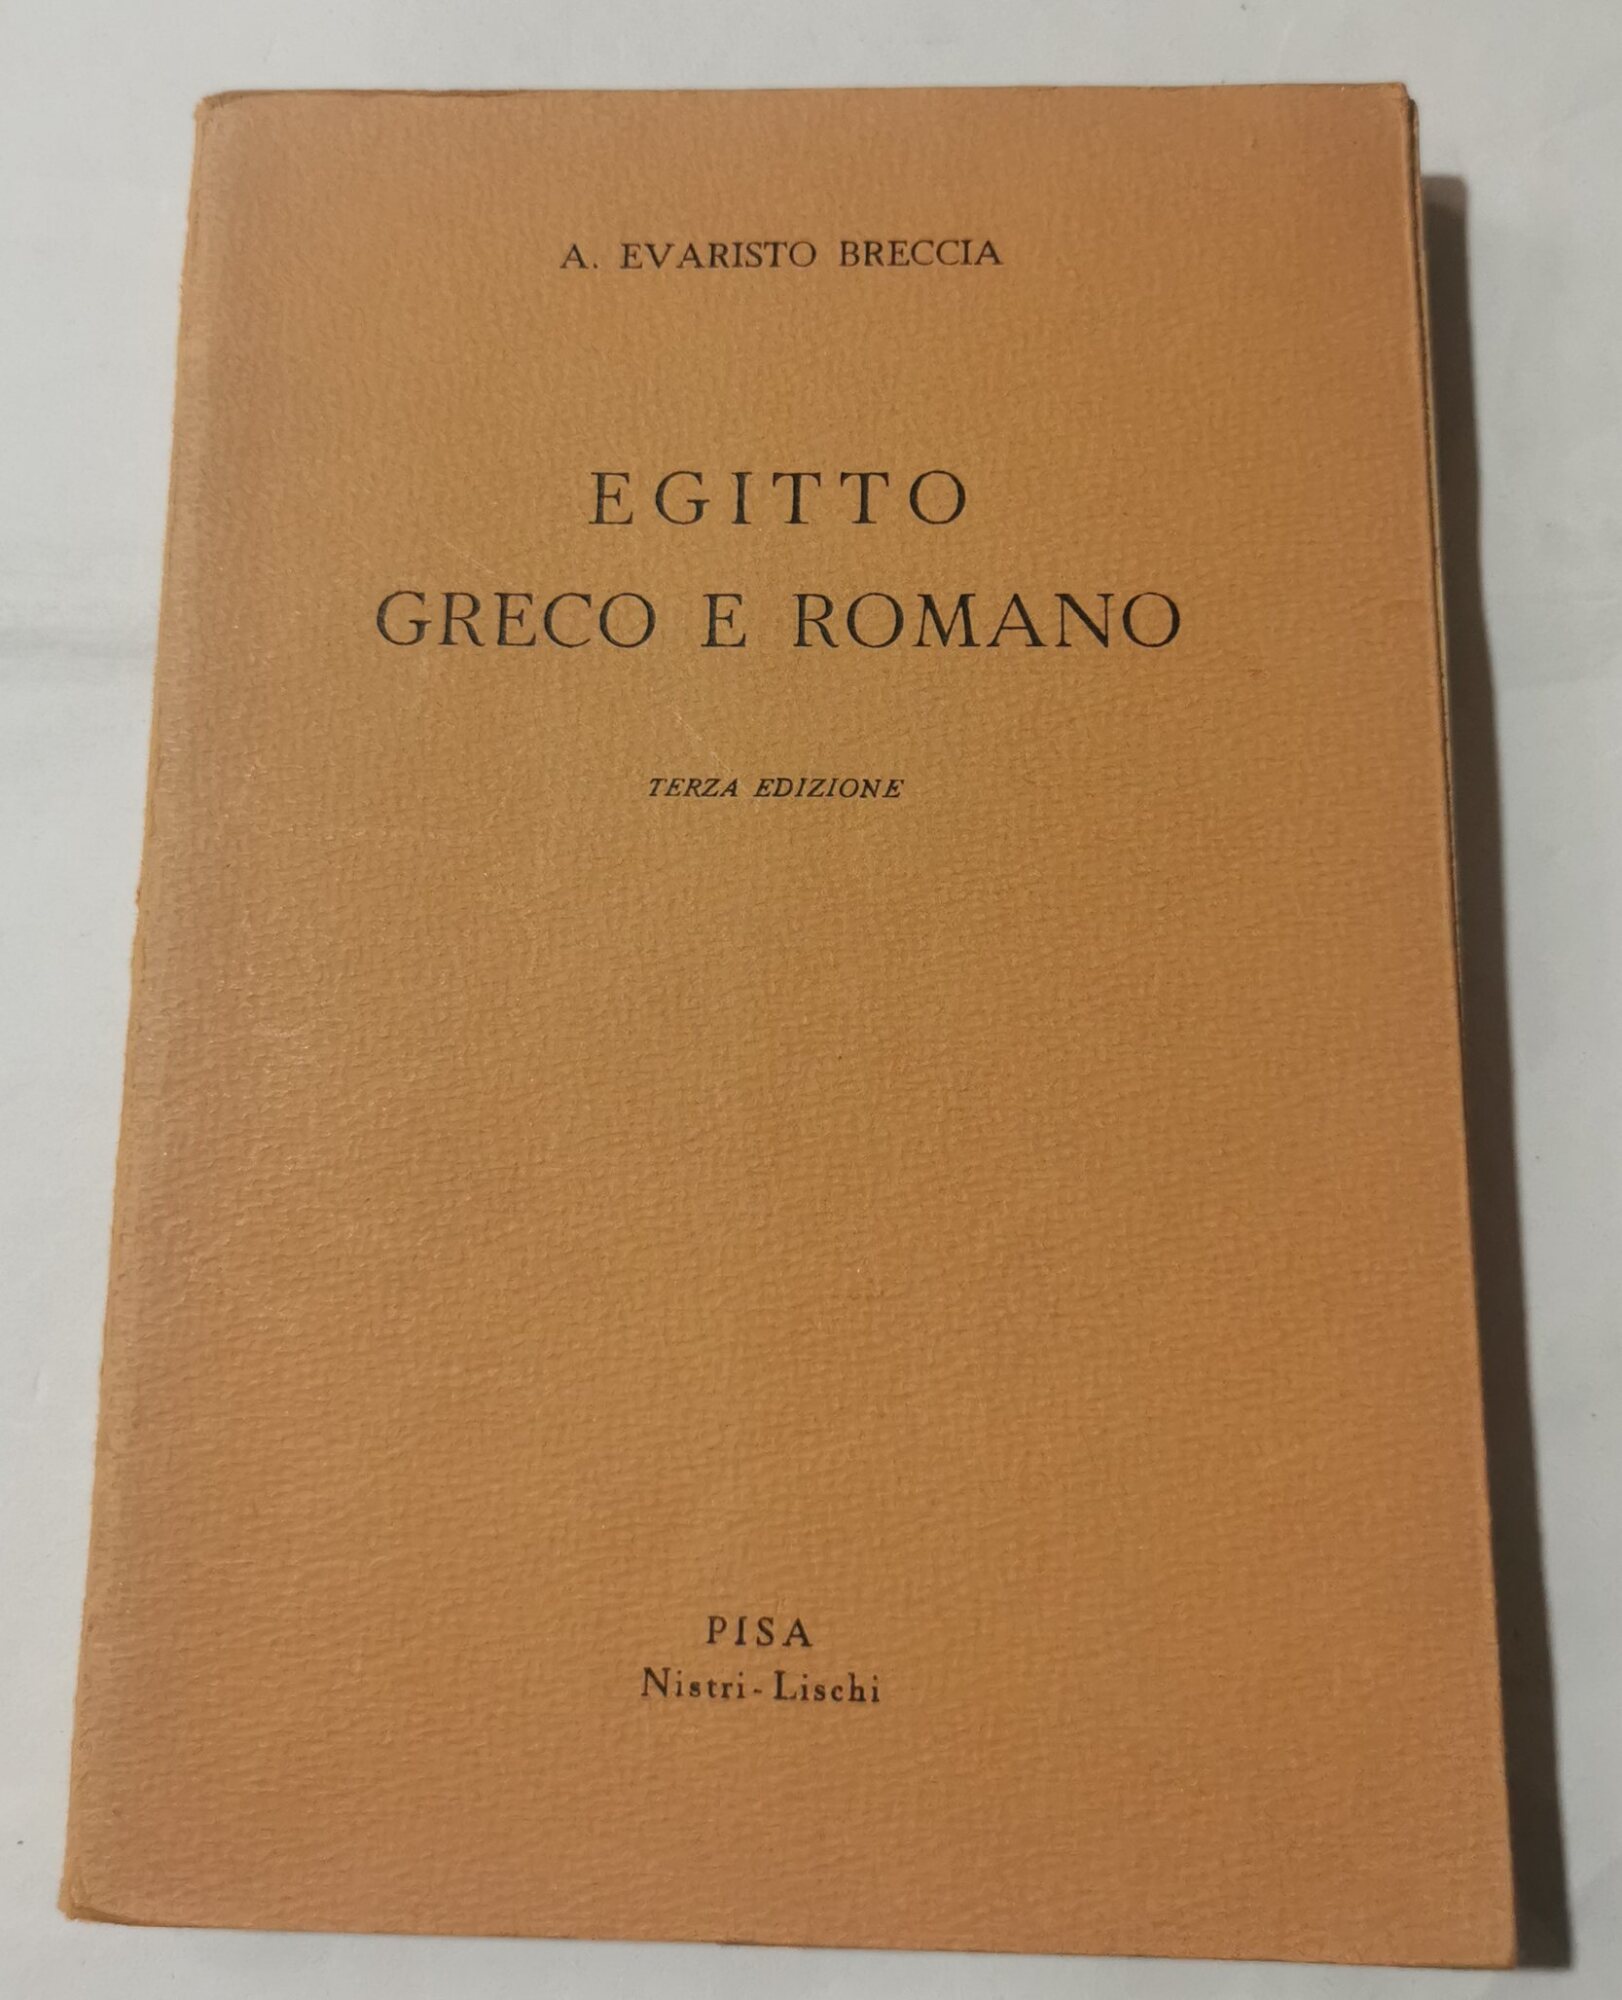 A. EVARISTO BRECCIA
EGITTO
GRECO E ROMANO
TERZA EDIZIONE
PISA
Nistri - Lischi